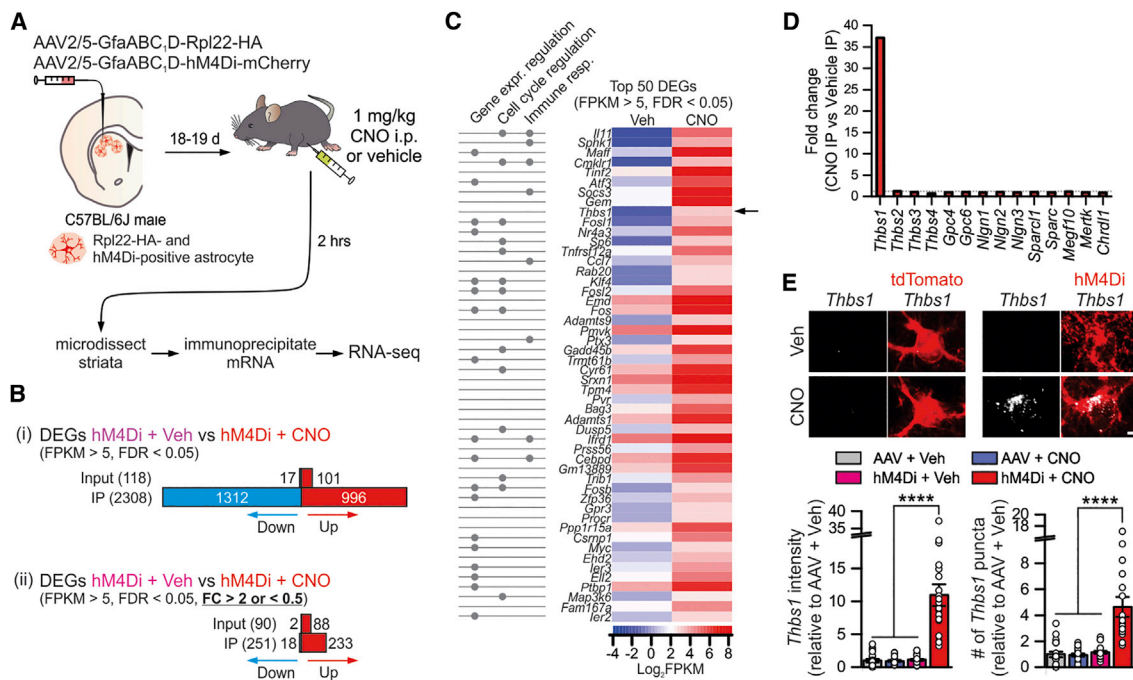 A
AAV2/5-GfaABC₁D-Rpl22-HA
AAV2/5-GfaABC₁D-hM4Di-mCherry
18-19 d
1 mg/kg
CNO i.p.
or vehicle
C57BL/6J male
Rpl22-HA- and
hM4Di-positive astrocyte
2 hrs
microdissect
striata
immunoprecipitate
mRNA
RNA-seq
B
(i) DEGs hM4Di + Veh vs hM4Di + CNO
(FPKM > 5, FDR < 0.05)
Input (118) 17 101
IP (2308) 1312 996
Down Up
(ii) DEGs hM4Di + Veh vs hM4Di + CNO
(FPKM > 5, FDR < 0.05, FC > 2 or < 0.5)
Input (90) 2 88
IP (251) 18 233
Down Up
C
Gene expr. regulation
Cell cycle regulation
Immune resp.
Top 50 DEGs
(FPKM > 5, FDR < 0.05)
Veh CNO
Il11
Sphk1
Maff
Cmklr1
Tinf2
Atf3
Socs3
Gem
Thbs1
Fosl1
Nr4a3
Sp6
Tnfrsf12a
Ccl7
Rab20
Klf4
Fosl2
Emd
Fos
Adamts9
Pmvk
Ptx3
Gadd45b
Trmt61b
Cyr61
Srxn1
Tpm4
Pvr
Bag3
Adamts1
Dusp5
Ifrd1
Prss56
Cebpd
Gm13889
Trib1
Fosb
Zfp36
Gpr3
Procr
Ppp1r15a
Csrnp1
Myc
Ehd2
Ier3
Ell2
Ptbp1
Map3k6
Fam167a
Ier2
-4 -2 0 2 4 6 8
Log₂FPKM
D
Fold change
(CNO IP vs Vehicle IP)
40
35
30
25
20
15
10
5
0
Thbs1
Thbs2
Thbs3
Thbs4
Gpc4
Gpc6
Nlgn1
Nlgn2
Nlgn3
Sparcl1
Sparc
Megf10
Mertk
Chrdl1
E
tdTomato hM4Di
Thbs1 Thbs1 Thbs1 Thbs1
Veh
CNO
AAV + Veh AAV + CNO
hM4Di + Veh hM4Di + CNO
Thbs1 intensity
(relative to AAV + Veh)
40
35
15
10
5
0
****
# of Thbs1 puncta
(relative to AAV + Veh)
20
18
10
8
6
4
2
0
****